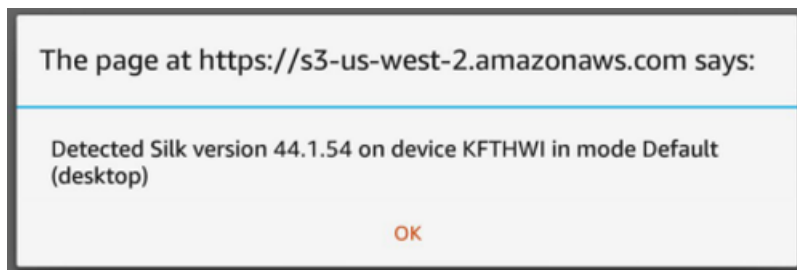 The page at https://s3-us-west-2.amazonaws.com says:
Detected Silk version 44.1.54 on device KFTHWI in mode Default
(desktop)
OK